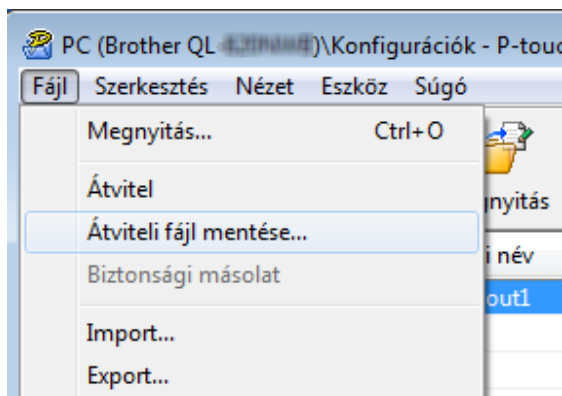 PC (Brother QL )\Konfigurációk - P-touc
Fájl Szerkesztés Nézet Eszköz Súgó
Megnyitás... Ctrl+O
Átvitel
nyitás
Átviteli fájl mentése...
i név
Biztonsági másolat
out1
Import...
Export...